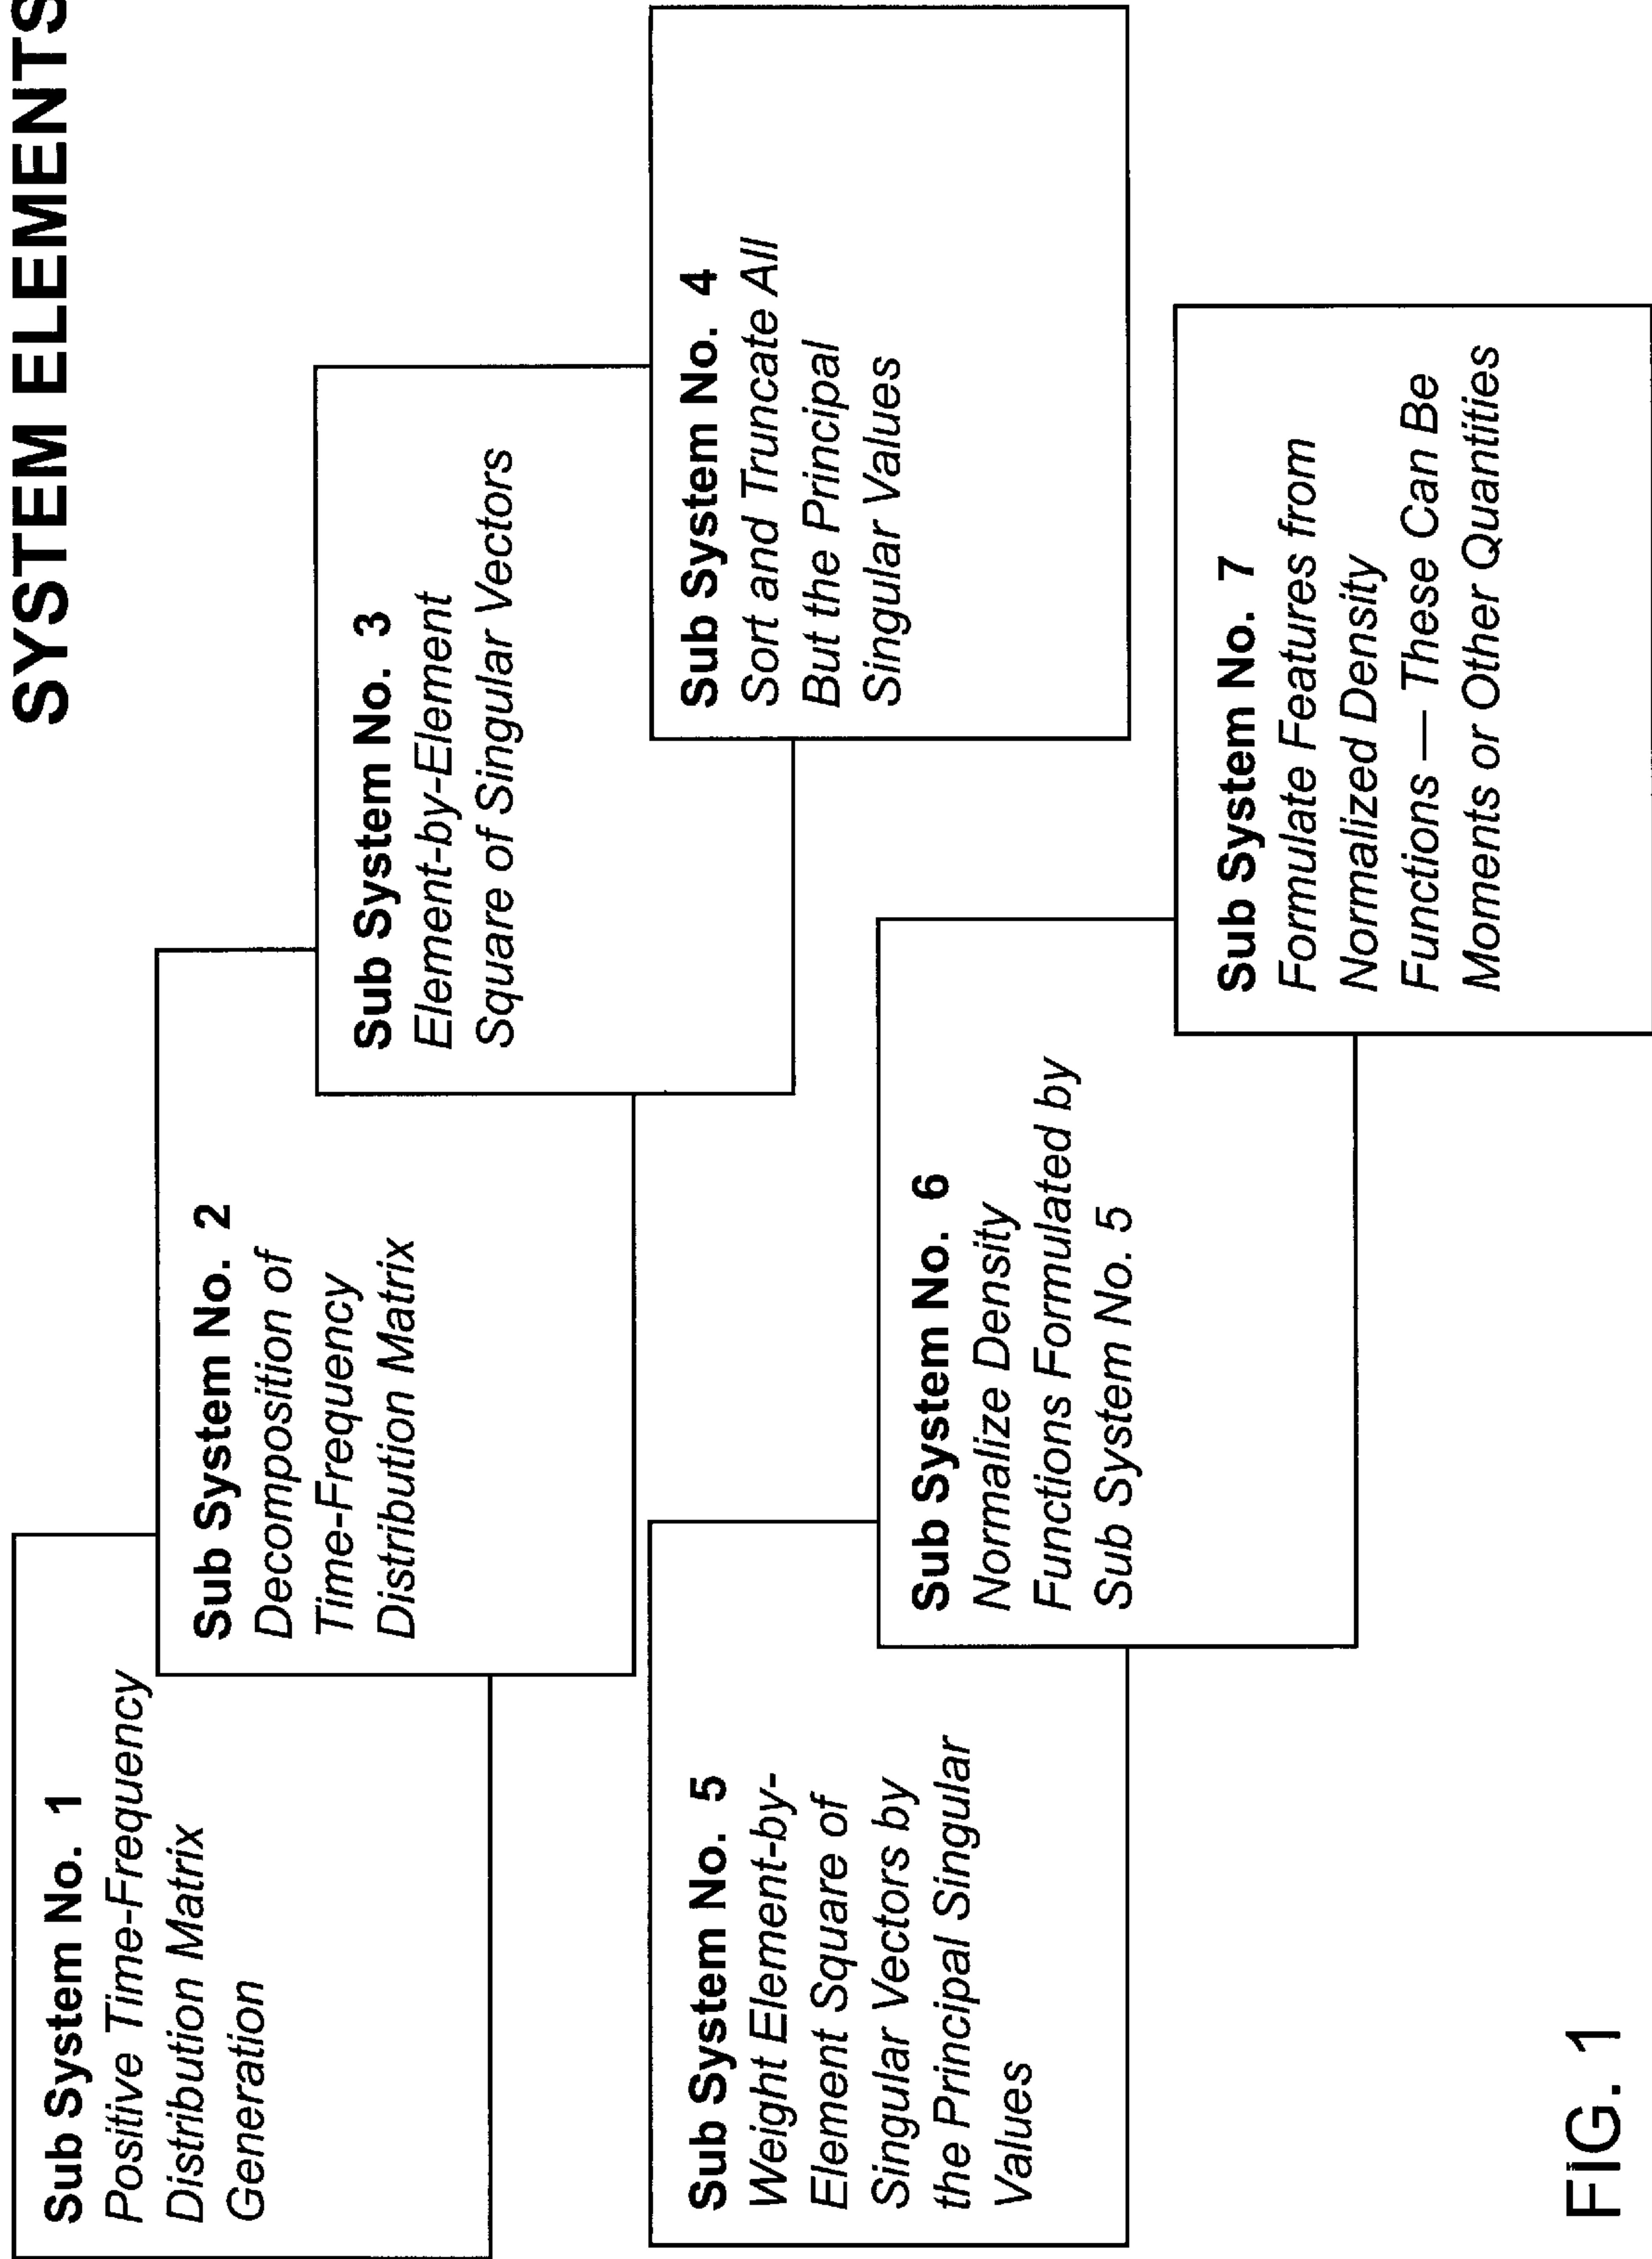 SYSTEM ELEMENTS
Sub System No. 1
Positive Time-Frequency
Distribution Matrix
Generation
Sub System No. 2
Decomposition of
Time-Frequency
Distribution Matrix
Sub System No. 3
Element-by-Element
Square of Singular Vectors
Sub System No. 4
Sort and Truncate All
But the Principal
Singular Values
Sub System No. 5
Weight Element-by-
Element Square of
Singular Vectors by
the Principal Singular
Values
Sub System No. 6
Normalize Density
Functions Formulated by
Sub System No. 5
Sub System No. 7
Formulate Features from
Normalized Density
Functions — These Can Be
Moments or Other Quantities
FIG. 1